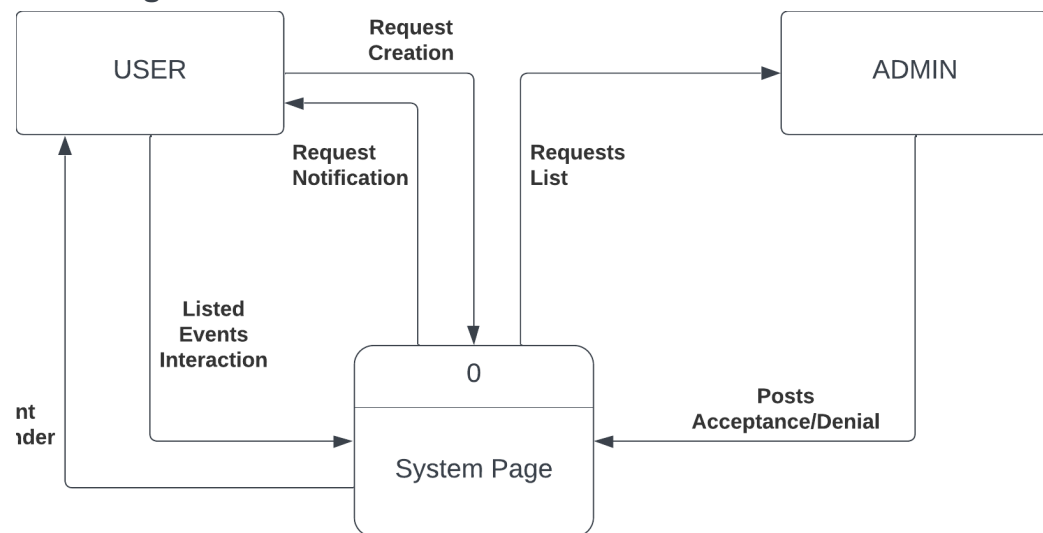 Request
Creation
USER
ADMIN
Request
Notification
Requests
List
Listed
Events
Interaction
0
Posts
Acceptance/Denial
System Page